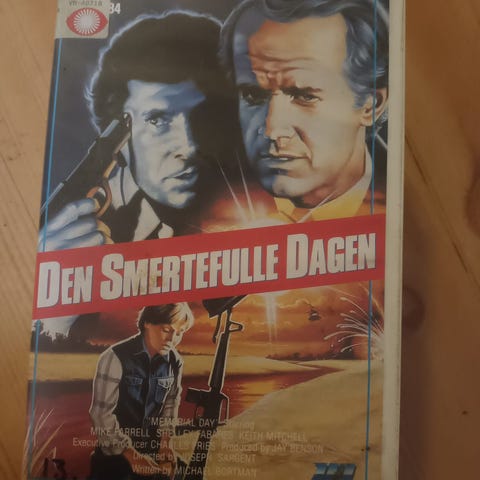 84
DEN SMERTEFULLE DAGEN
"MEMORIAL DAY" Starring
MIKE FARRELL SHELLEY FABARES KEITH MITCHELL
Executive Producer CHARLES FRIES Produced by JAY BENSON
Directed by JOSEPH SARGENT
Written by MICHAEL BORTMAN